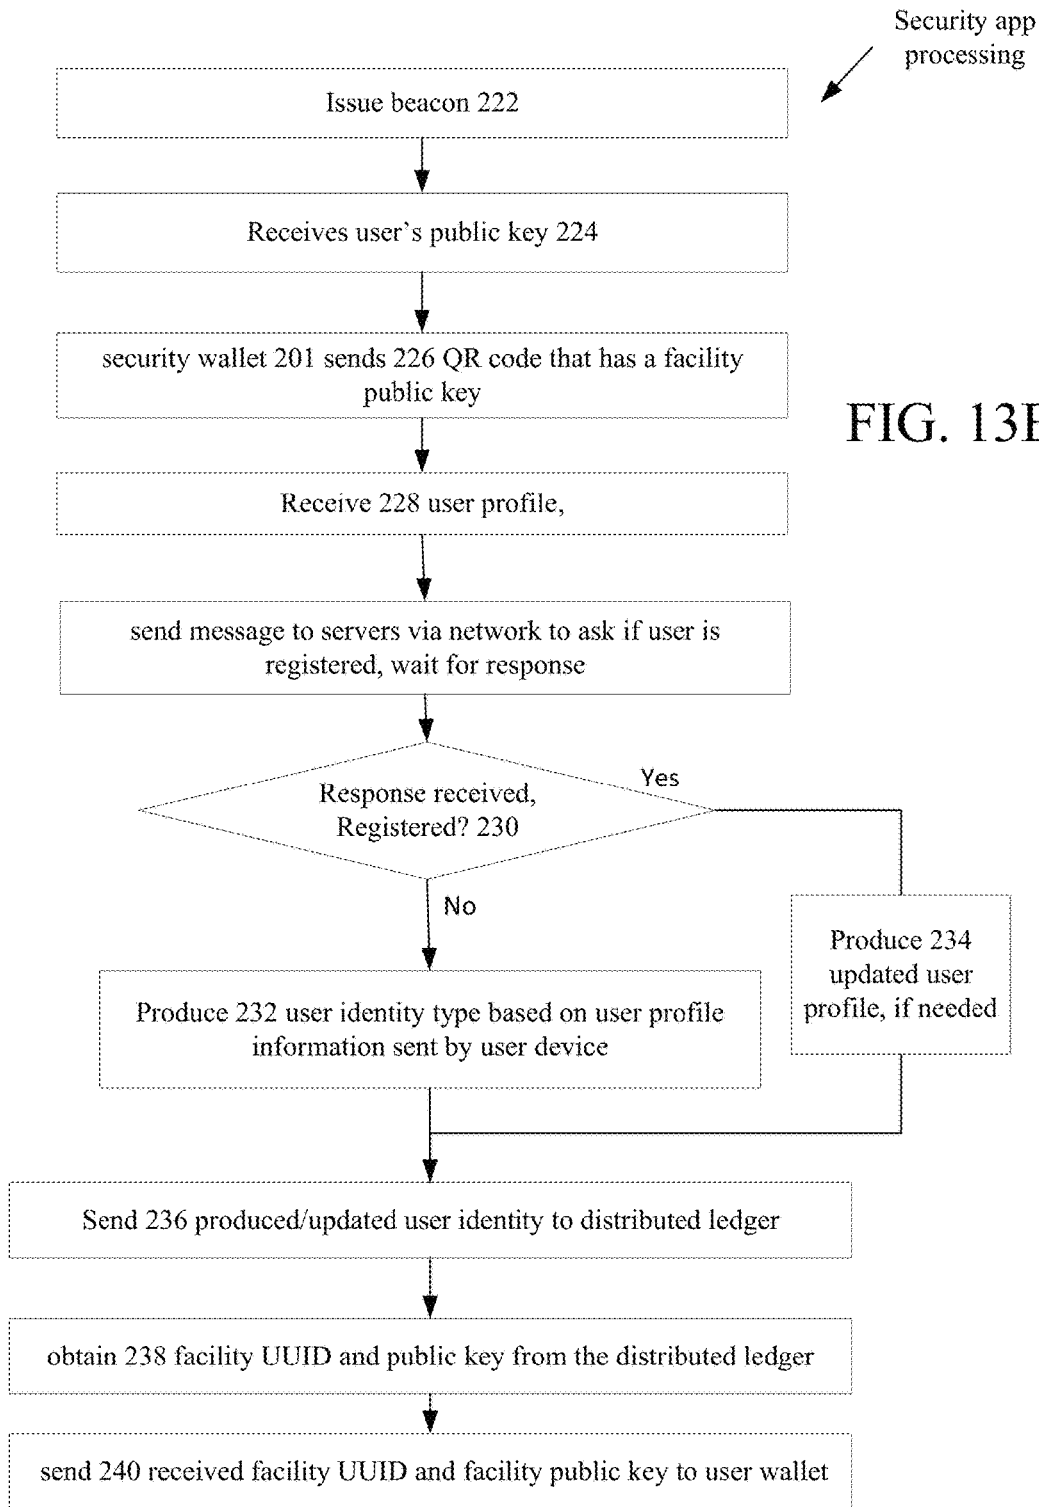 Security app
processing
Issue beacon 222
Receives user’s public key 224
security wallet 201 sends 226 QR code that has a facility
public key
FIG. 13B
Receive 228 user profile,
send message to servers via network to ask if user is
registered, wait for response
Response received,
Registered? 230
Yes
No
Produce 234
updated user
profile, if needed
Produce 232 user identity type based on user profile
information sent by user device
Send 236 produced/updated user identity to distributed ledger
obtain 238 facility UUID and public key from the distributed ledger
send 240 received facility UUID and facility public key to user wallet